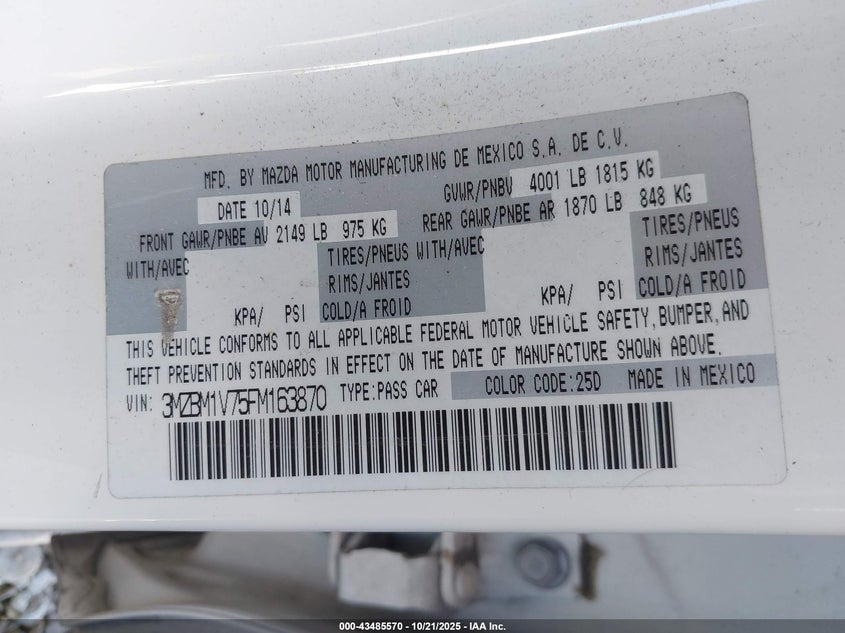 MFD. BY MAZDA MOTOR MANUFACTURING DE MEXICO S.A. DE C.V.
DATE 10/14 GVWR/PNBV 4001 LB 1815 KG
FRONT GAWR/PNBE AV 2149 LB 975 KG REAR GAWR/PNBE AR 1870 LB 848 KG
WITH/AVEC TIRES/PNEUS WITH/AVEC TIRES/PNEUS
RIMS/JANTES RIMS/JANTES
KPA/ PSI COLD/A FROID KPA/ PSI COLD/A FROID
THIS VEHICLE CONFORMS TO ALL APPLICABLE FEDERAL MOTOR VEHICLE SAFETY, BUMPER, AND
THEFT PREVENTION STANDARDS IN EFFECT ON THE DATE OF MANUFACTURE SHOWN ABOVE.
VIN: 3MZBM1V75FM163870 TYPE:PASS CAR COLOR CODE:25D MADE IN MEXICO
000-43485570 | 10/21/2025 - IAA Inc.